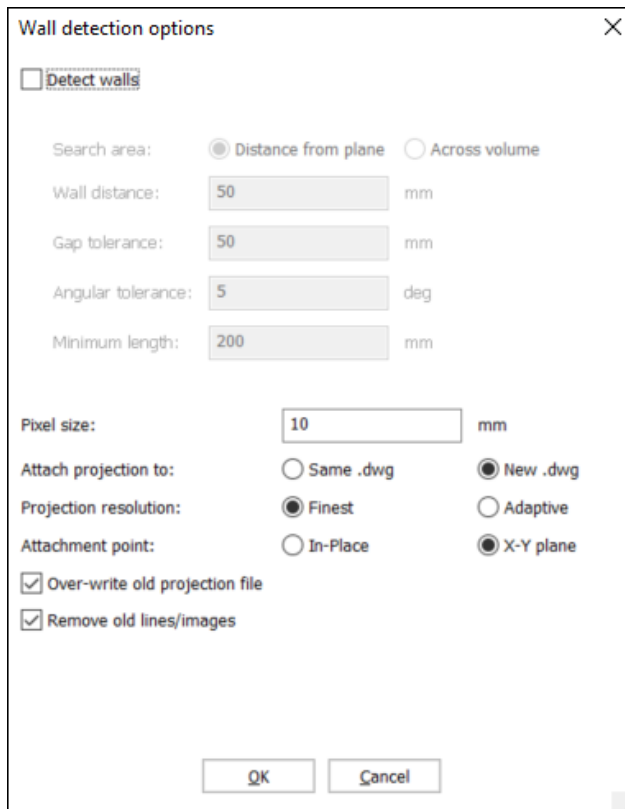 Wall detection options
Detect walls
Search area: Distance from plane Across volume
Wall distance: 50 mm
Gap tolerance: 50 mm
Angular tolerance: 5 deg
Minimum length: 200 mm
Pixel size: 10 mm
Attach projection to: Same .dwg New .dwg
Projection resolution: Finest Adaptive
Attachment point: In-Place X-Y plane
Over-write old projection file
Remove old lines/images
OK Cancel